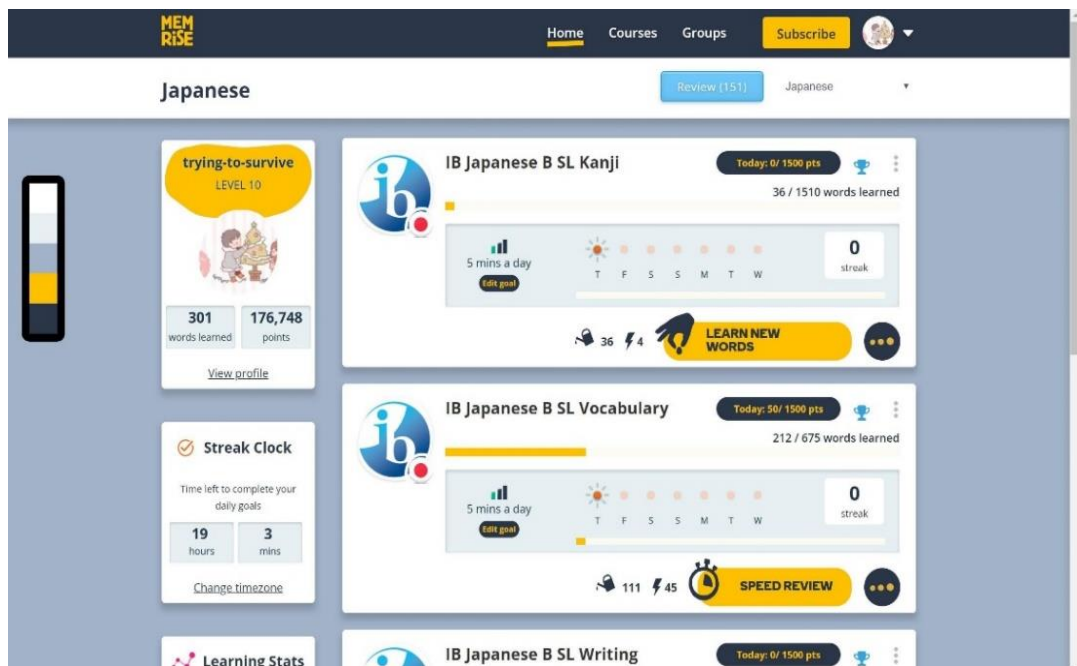 MEM
RiSE
Home Courses Groups Subscribe
Japanese
Review (151)
Japanese
trying-to-survive
LEVEL 10
301
words learned
176,748
points
View profile
Streak Clock
Time left to complete your
daily goals
19
hours
3
mins
Change timezone
Learning Stats
ib
IB Japanese B SL Kanji
Today: 0/ 1500 pts
36 / 1510 words learned
5 mins a day
Edit goal
T F S S M T W
0
streak
36 4
LEARN NEW
WORDS
ib
IB Japanese B SL Vocabulary
Today: 50/ 1500 pts
212 / 675 words learned
5 mins a day
Edit goal
T F S S M T W
0
streak
111 45
SPEED REVIEW
IB Japanese B SL Writing
Today: 0/ 1500 pts